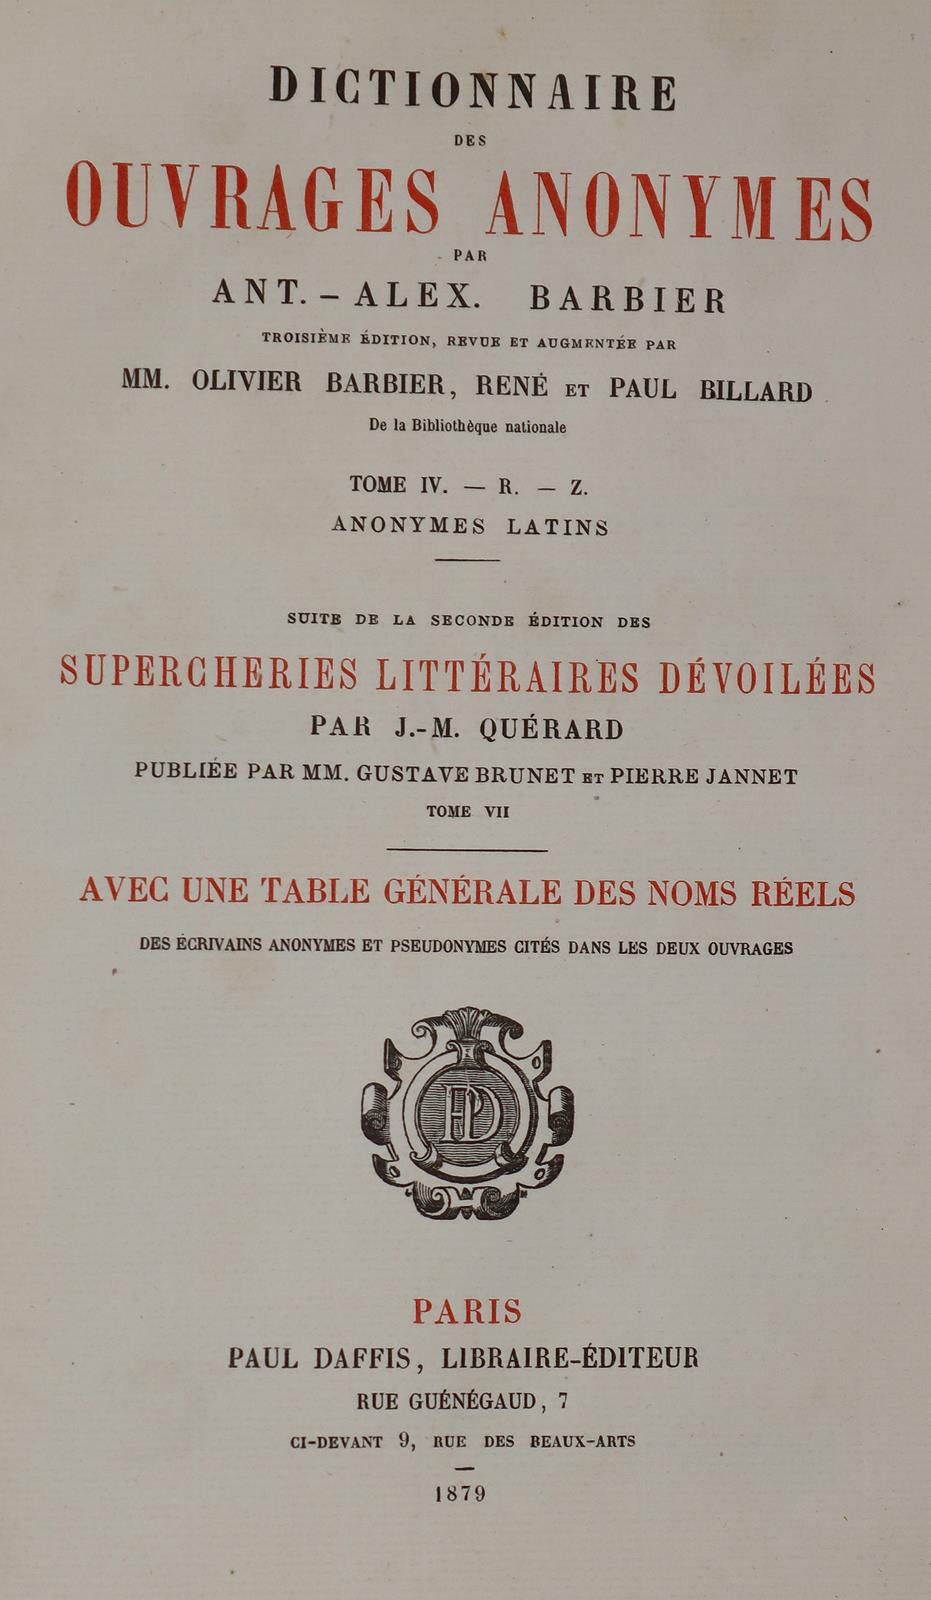 DICTIONNAIRE
DES
OUVRAGES ANONYMES
PAR
ANT. – ALEX. BARBIER
TROISIÈME ÉDITION, REVUE ET AUGMENTÉE PAR
MM. OLIVIER BARBIER, RENÉ ET PAUL BILLARD
De la Bibliothèque nationale
TOME IV. — R. — Z.
ANONYMES LATINS
SUITE DE LA SECONDE ÉDITION DES
SUPERCHERIES LITTÉRAIRES DÉVOILÉES
PAR J.-M. QUÉRARD
PUBLIÉE PAR MM. GUSTAVE BRUNET ET PIERRE JANNET
TOME VII
AVEC UNE TABLE GÉNÉRALE DES NOMS RÉELS
DES ÉCRIVAINS ANONYMES ET PSEUDONYMES CITÉS DANS LES DEUX OUVRAGES
PD
PARIS
PAUL DAFFIS, LIBRAIRE-ÉDITEUR
RUE GUÉNÉGAUD, 7
CI-DEVANT 9, RUE DES BEAUX-ARTS
1879